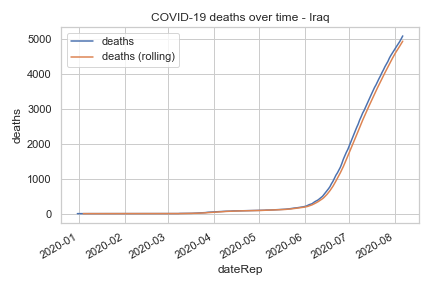 COVID-19 deaths over time - Iraq
deaths
deaths (rolling)
5000
4000
3000
2000
1000
0
deaths
2020-01
2020-02
2020-03
2020-04
2020-05
2020-06
2020-07
2020-08
dateRep